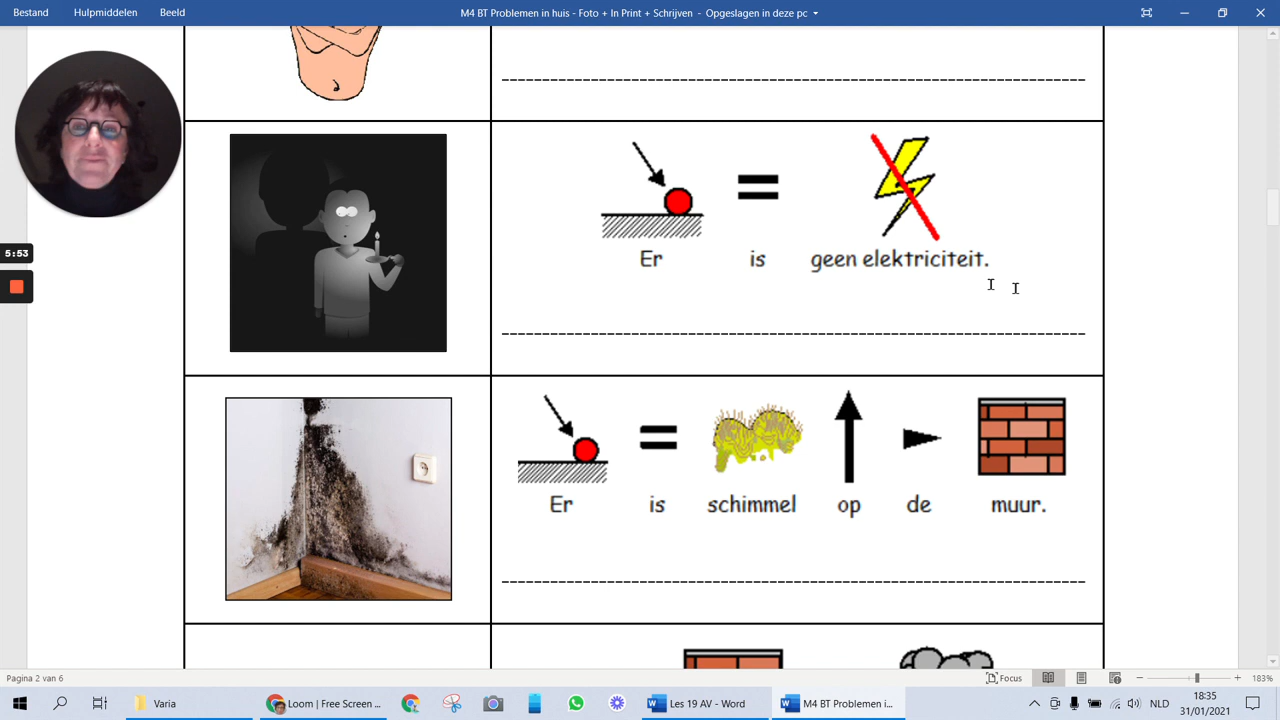 Bestand Hulpmiddelen Beeld M4 BT Problemen in huis - Foto + In Print + Schrijven - Opgeslagen in deze pc
5:53
Er is geen elektriciteit.
Er is schimmel op de muur.
Pagina 2 van 6 Focus 183%
Varia Loom | Free Screen ... Les 19 AV - Word M4 BT Problemen i... NLD 18:35
31/01/2021